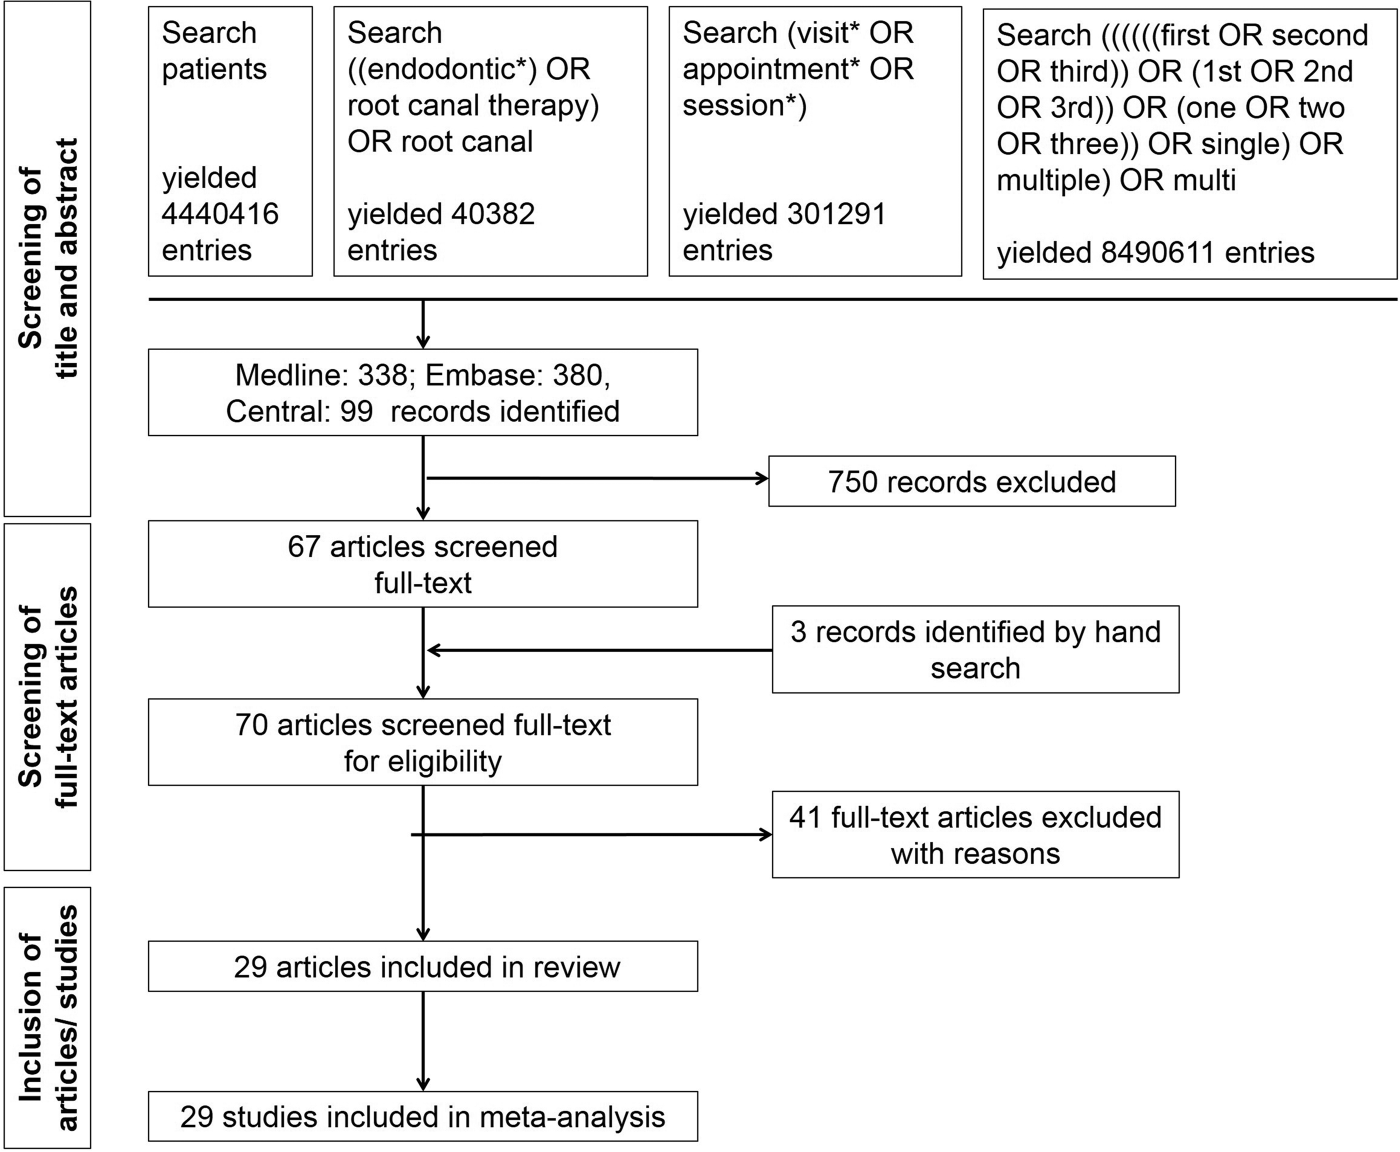 Screening of
title and abstract
Search
patients
yielded
4440416
entries
Search
((endodontic*) OR
root canal therapy)
OR root canal
yielded 40382
entries
Search (visit* OR
appointment* OR
session*)
yielded 301291
entries
Search ((((((first OR second
OR third)) OR (1st OR 2nd
OR 3rd)) OR (one OR two
OR three)) OR single) OR
multiple) OR multi
yielded 8490611 entries
Medline: 338; Embase: 380,
Central: 99  records identified
750 records excluded
Screening of
full-text articles
67 articles screened
full-text
3 records identified by hand
search
70 articles screened full-text
for eligibility
41 full-text articles excluded
with reasons
Inclusion of
articles/ studies
29 articles included in review
29 studies included in meta-analysis